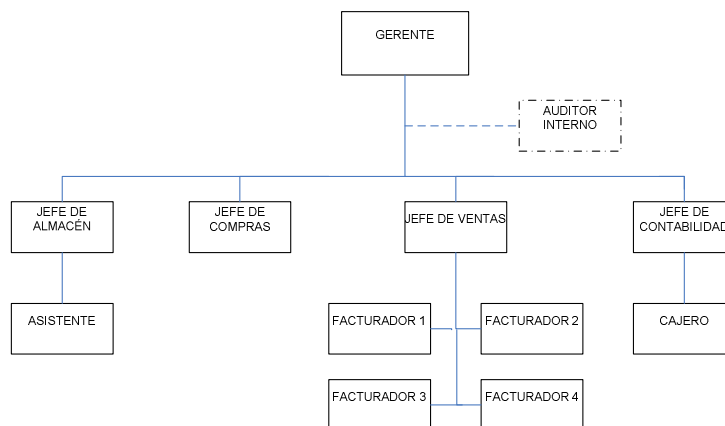 GERENTE
AUDITOR
INTERNO
JEFE DE
ALMACÉN
JEFE DE
COMPRAS
JEFE DE VENTAS
JEFE DE
CONTABILIDAD
ASISTENTE
FACTURADOR 1
FACTURADOR 2
CAJERO
FACTURADOR 3
FACTURADOR 4